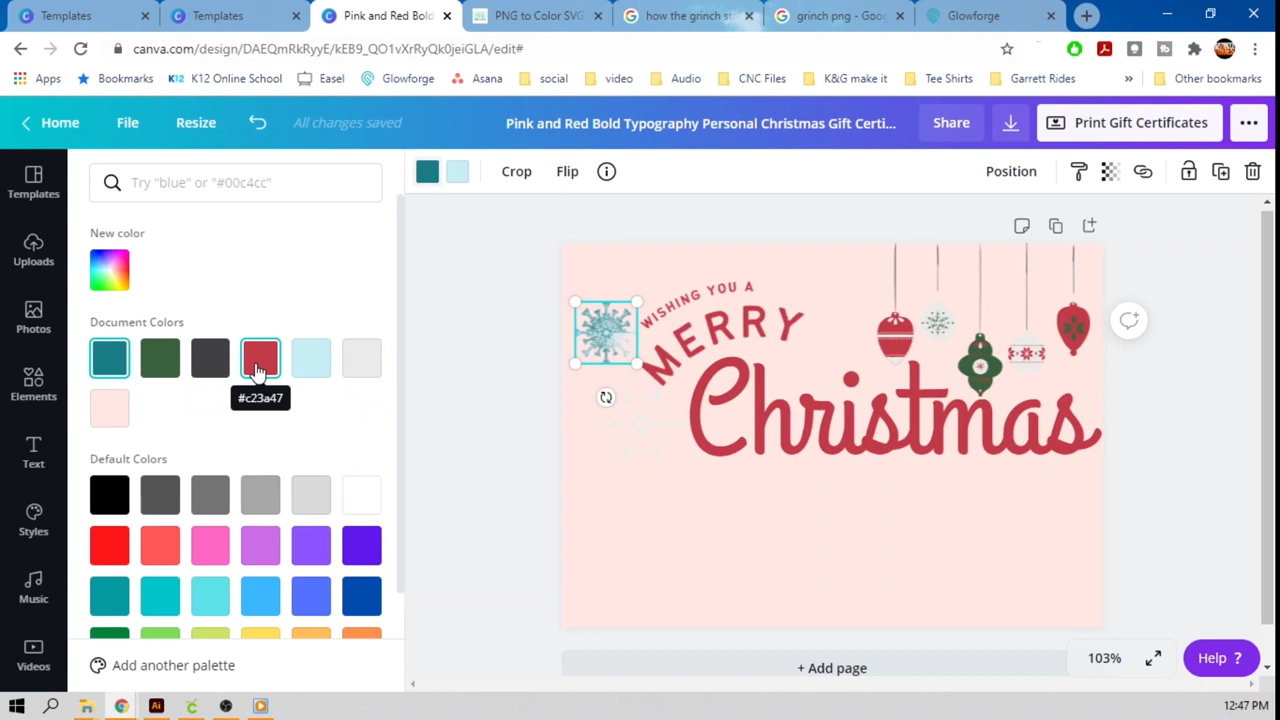 Templates
Templates
Pink and Red Bold
PNG to Color SVG
how the grinch st
grinch png - Goo
Glowforge
canva.com/design/DAEQmRkRyyE/kEB9_QO1vXrRyQk0jeiGLA/edit#
Apps
Bookmarks
K12 K12 Online School
Easel
Glowforge
Asana
social
video
Audio
CNC Files
K&G make it
Tee Shirts
Garrett Rides
»
Other bookmarks
Home
File
Resize
All changes saved
Pink and Red Bold Typography Personal Christmas Gift Certi...
Share
Print Gift Certificates
Templates
Uploads
Photos
Elements
Text
Styles
Music
Videos
Try "blue" or "#00c4cc"
New color
Document Colors
#c23a47
Default Colors
Add another palette
Crop
Flip
Position
WISHING YOU A
MERRY
Christmas
+ Add page
103%
Help ?
12:47 PM